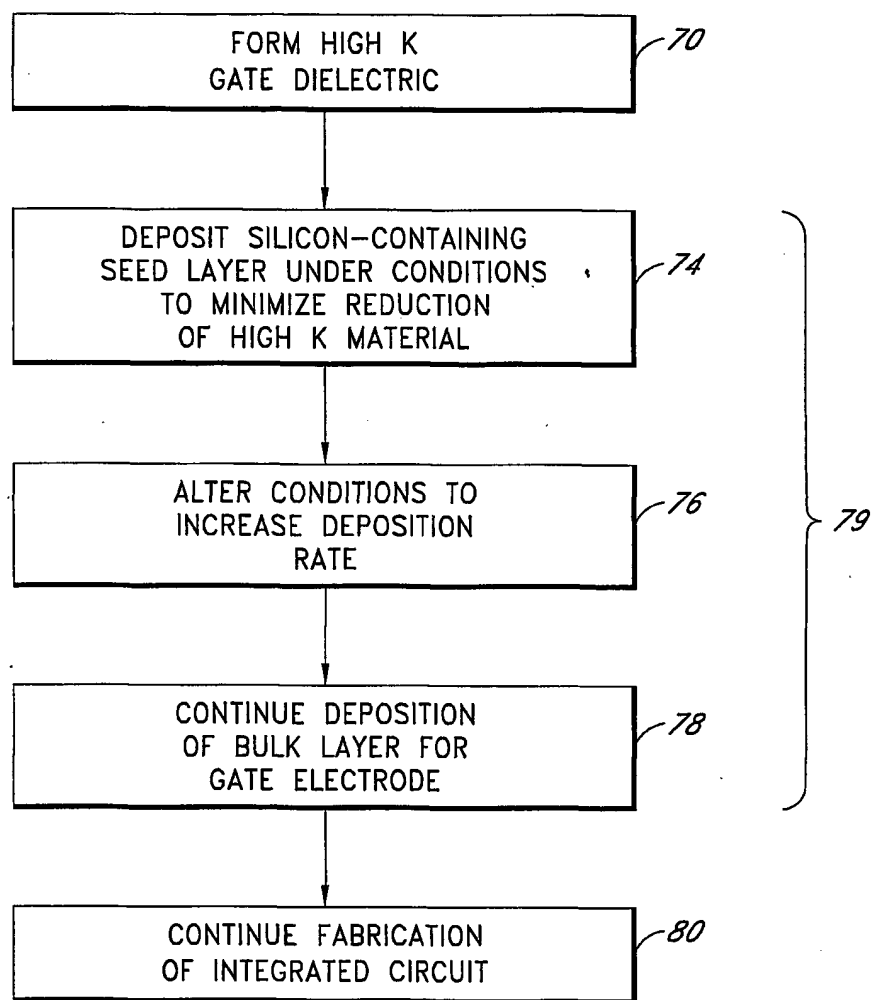 FORM HIGH K
GATE DIELECTRIC
70
DEPOSIT SILICON-CONTAINING
SEED LAYER UNDER CONDITIONS
TO MINIMIZE REDUCTION
OF HIGH K MATERIAL
74
ALTER CONDITIONS TO
INCREASE DEPOSITION
RATE
76
79
CONTINUE DEPOSITION
OF BULK LAYER FOR
GATE ELECTRODE
78
CONTINUE FABRICATION
OF INTEGRATED CIRCUIT
80